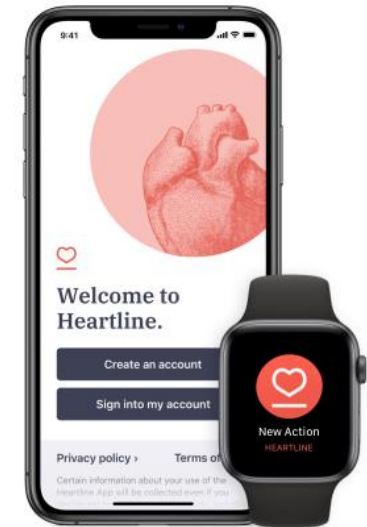 9:41
Welcome to
Heartline.
Create an account
Sign into my account
Privacy policy › Terms of
Certain information about your use of the
Heartline App will be collected even if you
New Action
HEARTLINE